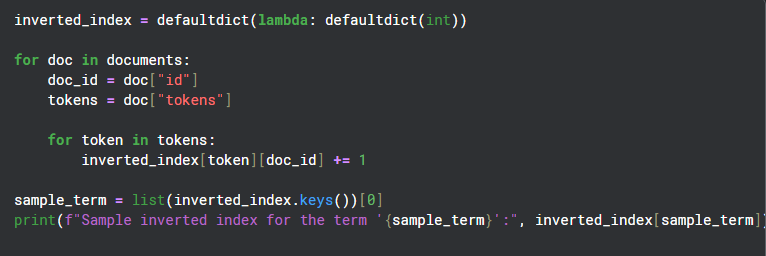 inverted_index = defaultdict(lambda: defaultdict(int))
for doc in documents:
    doc_id = doc["id"]
    tokens = doc["tokens"]
    for token in tokens:
        inverted_index[token][doc_id] += 1
sample_term = list(inverted_index.keys())[0]
print(f"Sample inverted index for the term '{sample_term}':", inverted_index[sample_term])